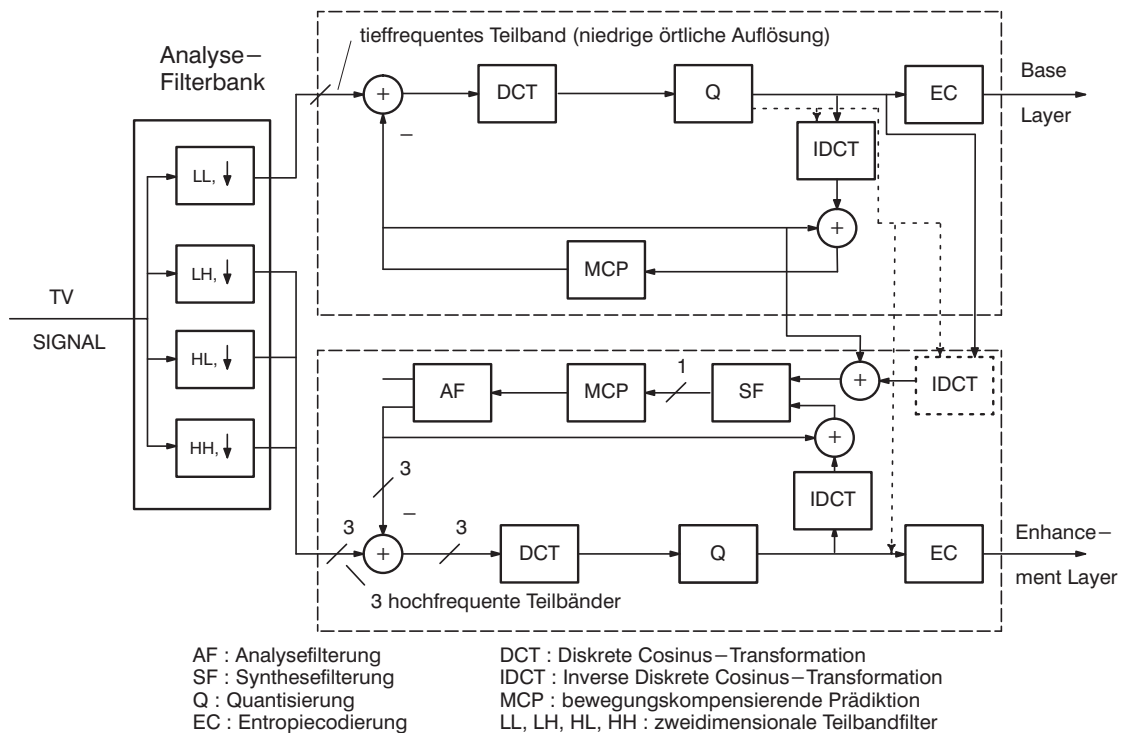 tieffrequentes Teilband (niedrige örtliche Auflösung)
Analyse–
Filterbank
+
DCT
Q
EC
Base
Layer
–
IDCT
LL, ↓
+
LH, ↓
MCP
TV
SIGNAL
HL, ↓
1
AF
MCP
SF
+
IDCT
HH, ↓
+
3
IDCT
–
3
3
+
DCT
Q
EC
Enhance–
ment Layer
3 hochfrequente Teilbänder
AF : Analysefilterung
SF : Synthesefilterung
Q : Quantisierung
EC : Entropiecodierung
DCT : Diskrete Cosinus–Transformation
IDCT : Inverse Diskrete Cosinus–Transformation
MCP : bewegungskompensierende Prädiktion
LL, LH, HL, HH : zweidimensionale Teilbandfilter